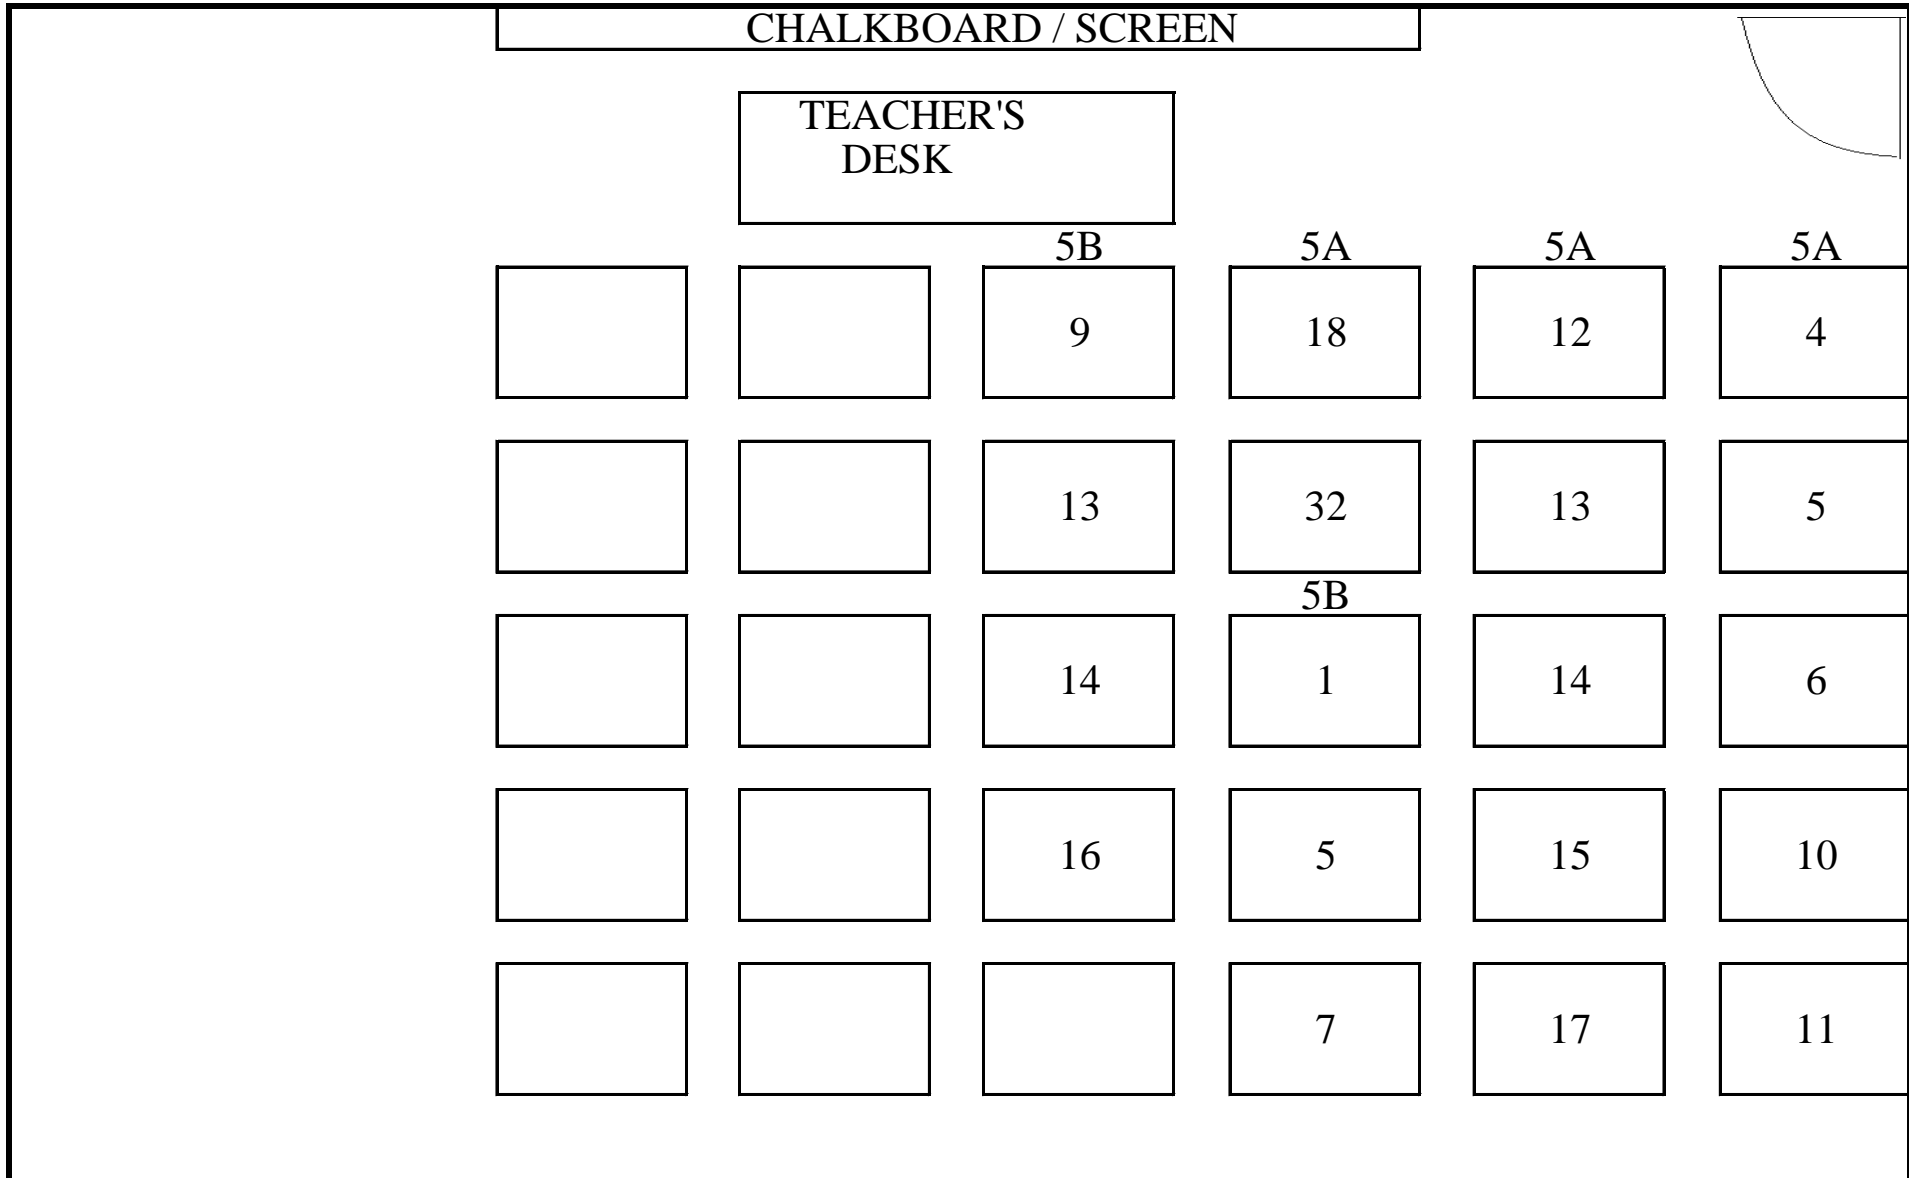 CHALKBOARD / SCREEN
TEACHER'S
DESK
5B 5A 5A 5A
9 18 12 4
13 32 13 5
5B
14 1 14 6
16 5 15 10
7 17 11